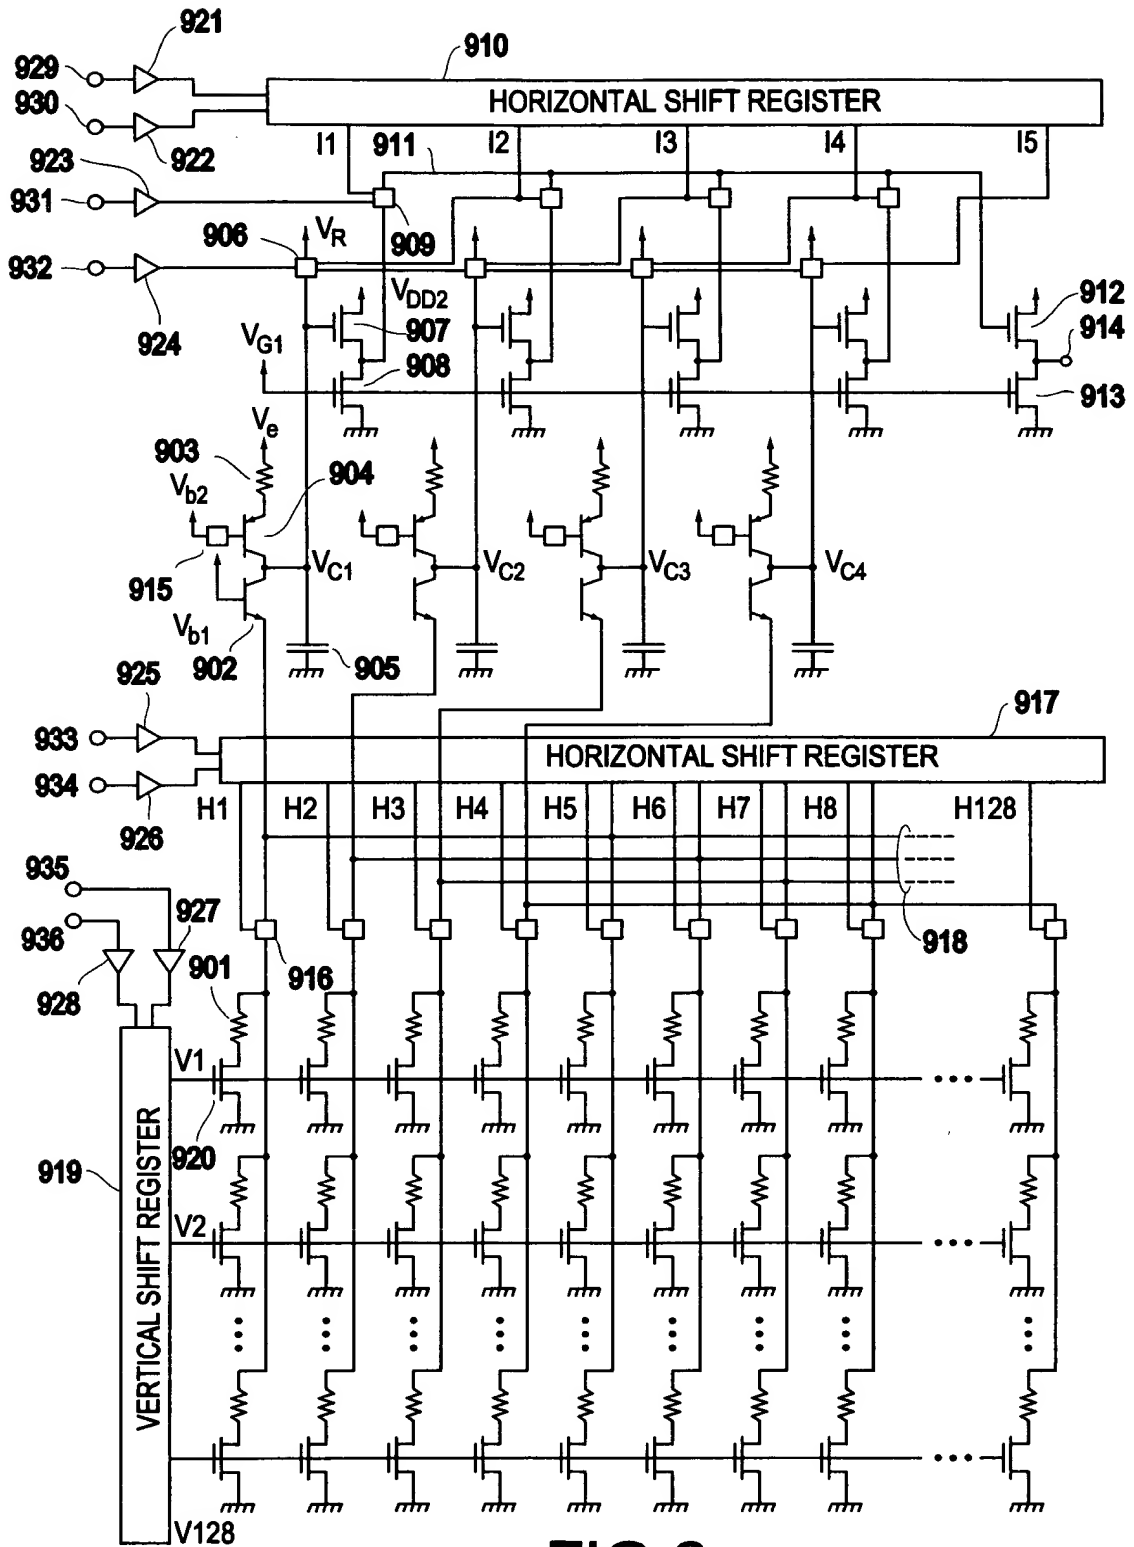 921
929
910
HORIZONTAL SHIFT REGISTER
930
922
I1
I2
I3
I4
I5
911
923
931
909
906
VR
932
VDD2
907
912
914
924
VG1
908
913
Ve
903
904
Vb2
915
VC1
VC2
VC3
VC4
Vb1
902
905
925
917
933
HORIZONTAL SHIFT REGISTER
934
H1
H2
H3
H4
H5
H6
H7
H8
H128
926
935
927
936
918
901
916
928
V1
920
919
VERTICAL SHIFT REGISTER
V2
V128